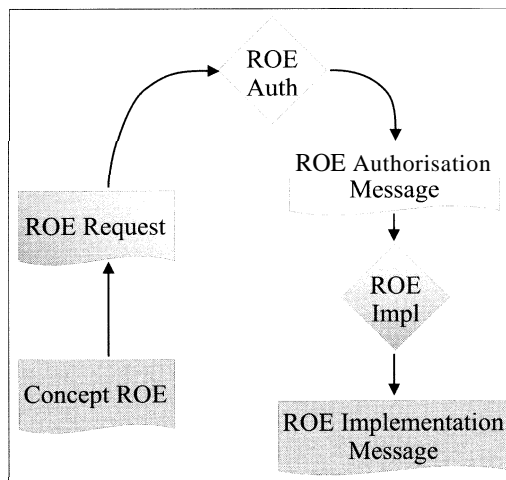 ROE
Auth
ROE Authorisation
Message
ROE Request
ROE
Impl
Concept ROE
ROE Implementation
Message